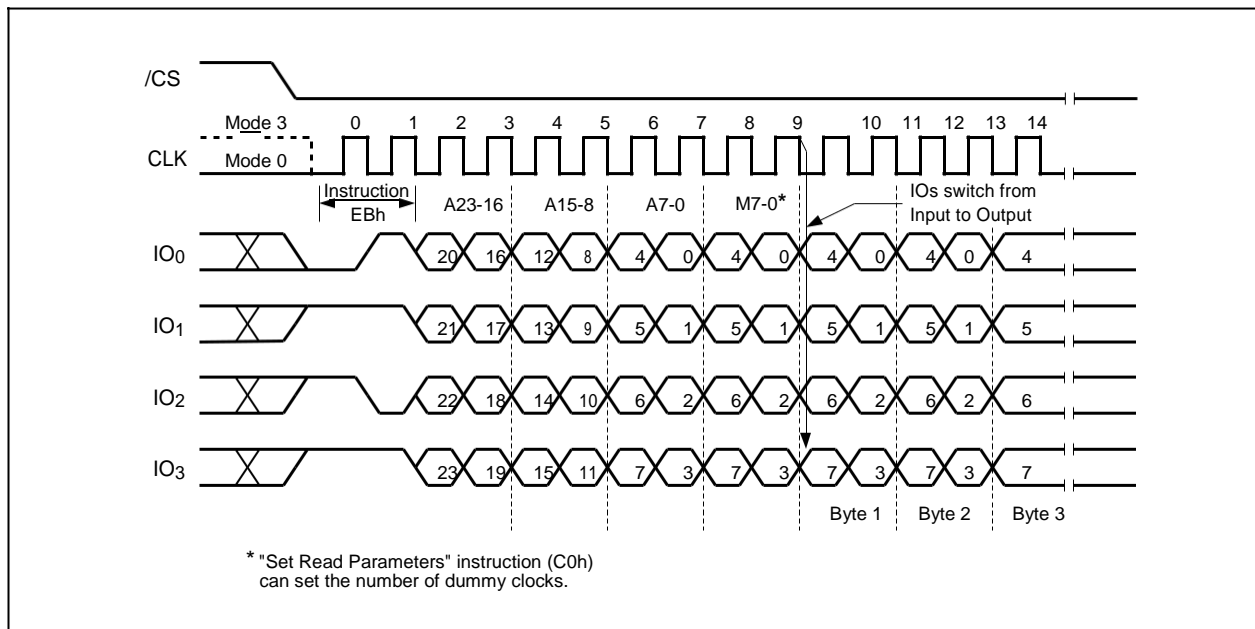 /CS
Mode 3 0 1 2 3 4 5 6 7 8 9 10 11 12 13 14
CLK Mode 0
Instruction
EBh A23-16 A15-8 A7-0 M7-0*
IOs switch from
Input to Output
IO0 20 16 12 8 4 0 4 0 4 0 4 0 4
IO1 21 17 13 9 5 1 5 1 5 1 5 1 5
IO2 22 18 14 10 6 2 6 2 6 2 6 2 6
IO3 23 19 15 11 7 3 7 3 7 3 7 3 7
Byte 1 Byte 2 Byte 3
* "Set Read Parameters" instruction (C0h)
can set the number of dummy clocks.